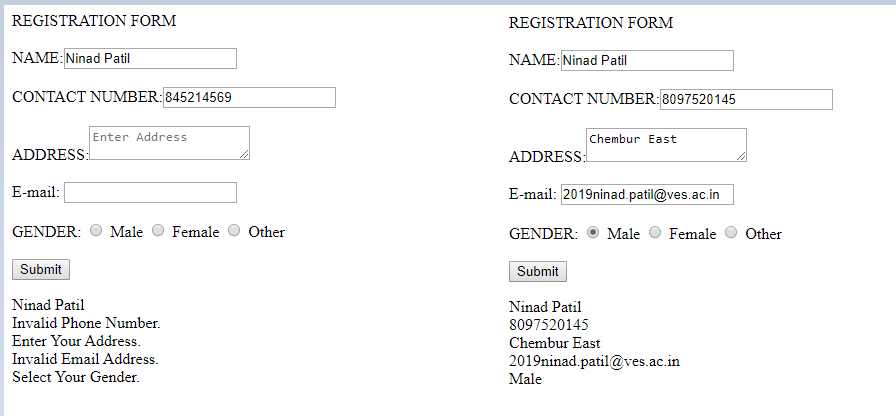 REGISTRATION FORM
NAME: Ninad Patil
CONTACT NUMBER: 845214569
ADDRESS: Enter Address
E-mail:
GENDER: Male Female Other
Submit
Ninad Patil
Invalid Phone Number.
Enter Your Address.
Invalid Email Address.
Select Your Gender.
REGISTRATION FORM
NAME: Ninad Patil
CONTACT NUMBER: 8097520145
ADDRESS: Chembur East
E-mail: 2019ninad.patil@ves.ac.in
GENDER: Male Female Other
Submit
Ninad Patil
8097520145
Chembur East
2019ninad.patil@ves.ac.in
Male